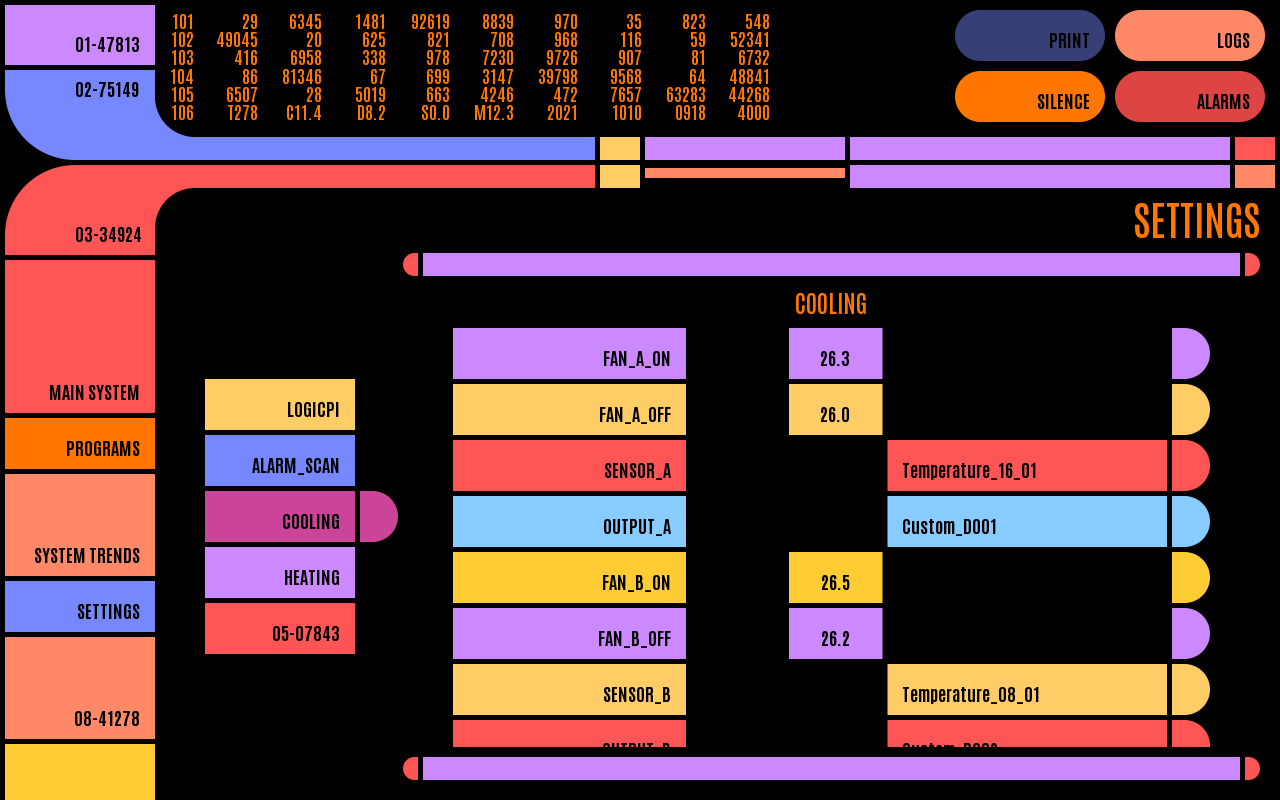 01-47813
02-75149
101 29 6345 1481 92619 8839 970 35 823 548
102 49045 20 625 821 708 968 116 59 52341
103 416 6958 338 978 7230 9726 907 81 6732
104 86 81346 67 699 3147 39798 9568 64 48841
105 6507 28 5019 663 4246 472 7657 63283 44268
106 T278 C11.4 D8.2 S0.0 M12.3 2021 1010 0918 4000
PRINT
LOGS
SILENCE
ALARMS
03-34924
MAIN SYSTEM
PROGRAMS
SYSTEM TRENDS
SETTINGS
08-41278
SETTINGS
LOGICPI
ALARM_SCAN
COOLING
HEATING
05-07843
COOLING
FAN_A_ON 26.3
FAN_A_OFF 26.0
SENSOR_A Temperature_16_01
OUTPUT_A Custom_DO01
FAN_B_ON 26.5
FAN_B_OFF 26.2
SENSOR_B Temperature_08_01
OUTPUT_B